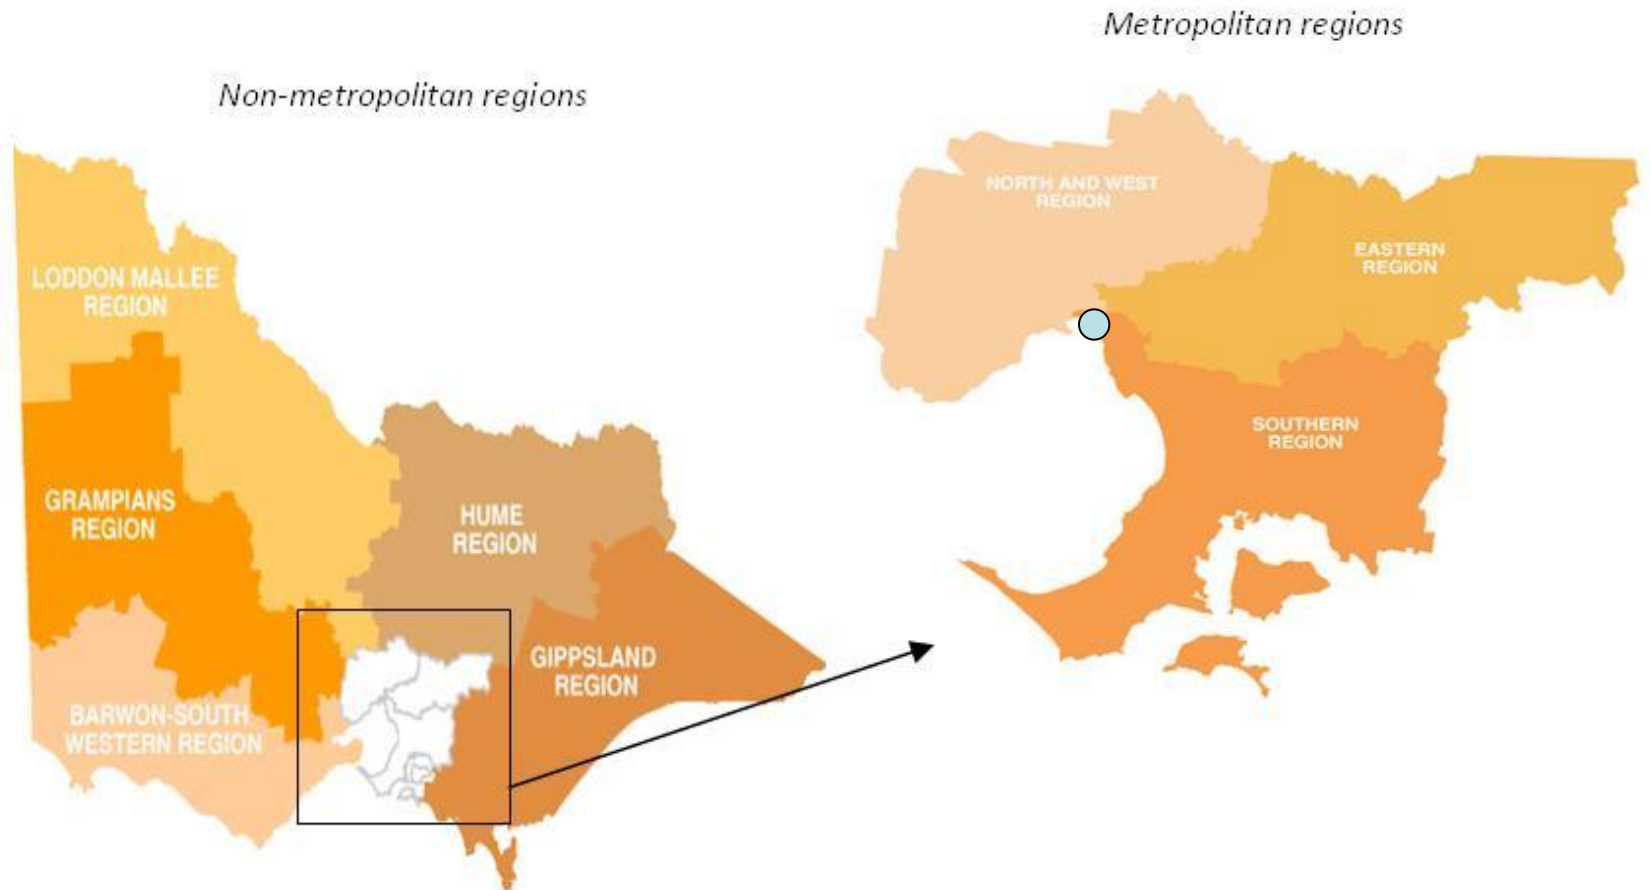 Metropolitan regions
Non-metropolitan regions
NORTH AND WEST
REGION
EASTERN
REGION
LODDON MALLEE
REGION
SOUTHERN
REGION
GRAMPIANS
REGION
HUME
REGION
GIPPSLAND
REGION
BARWON-SOUTH
WESTERN REGION